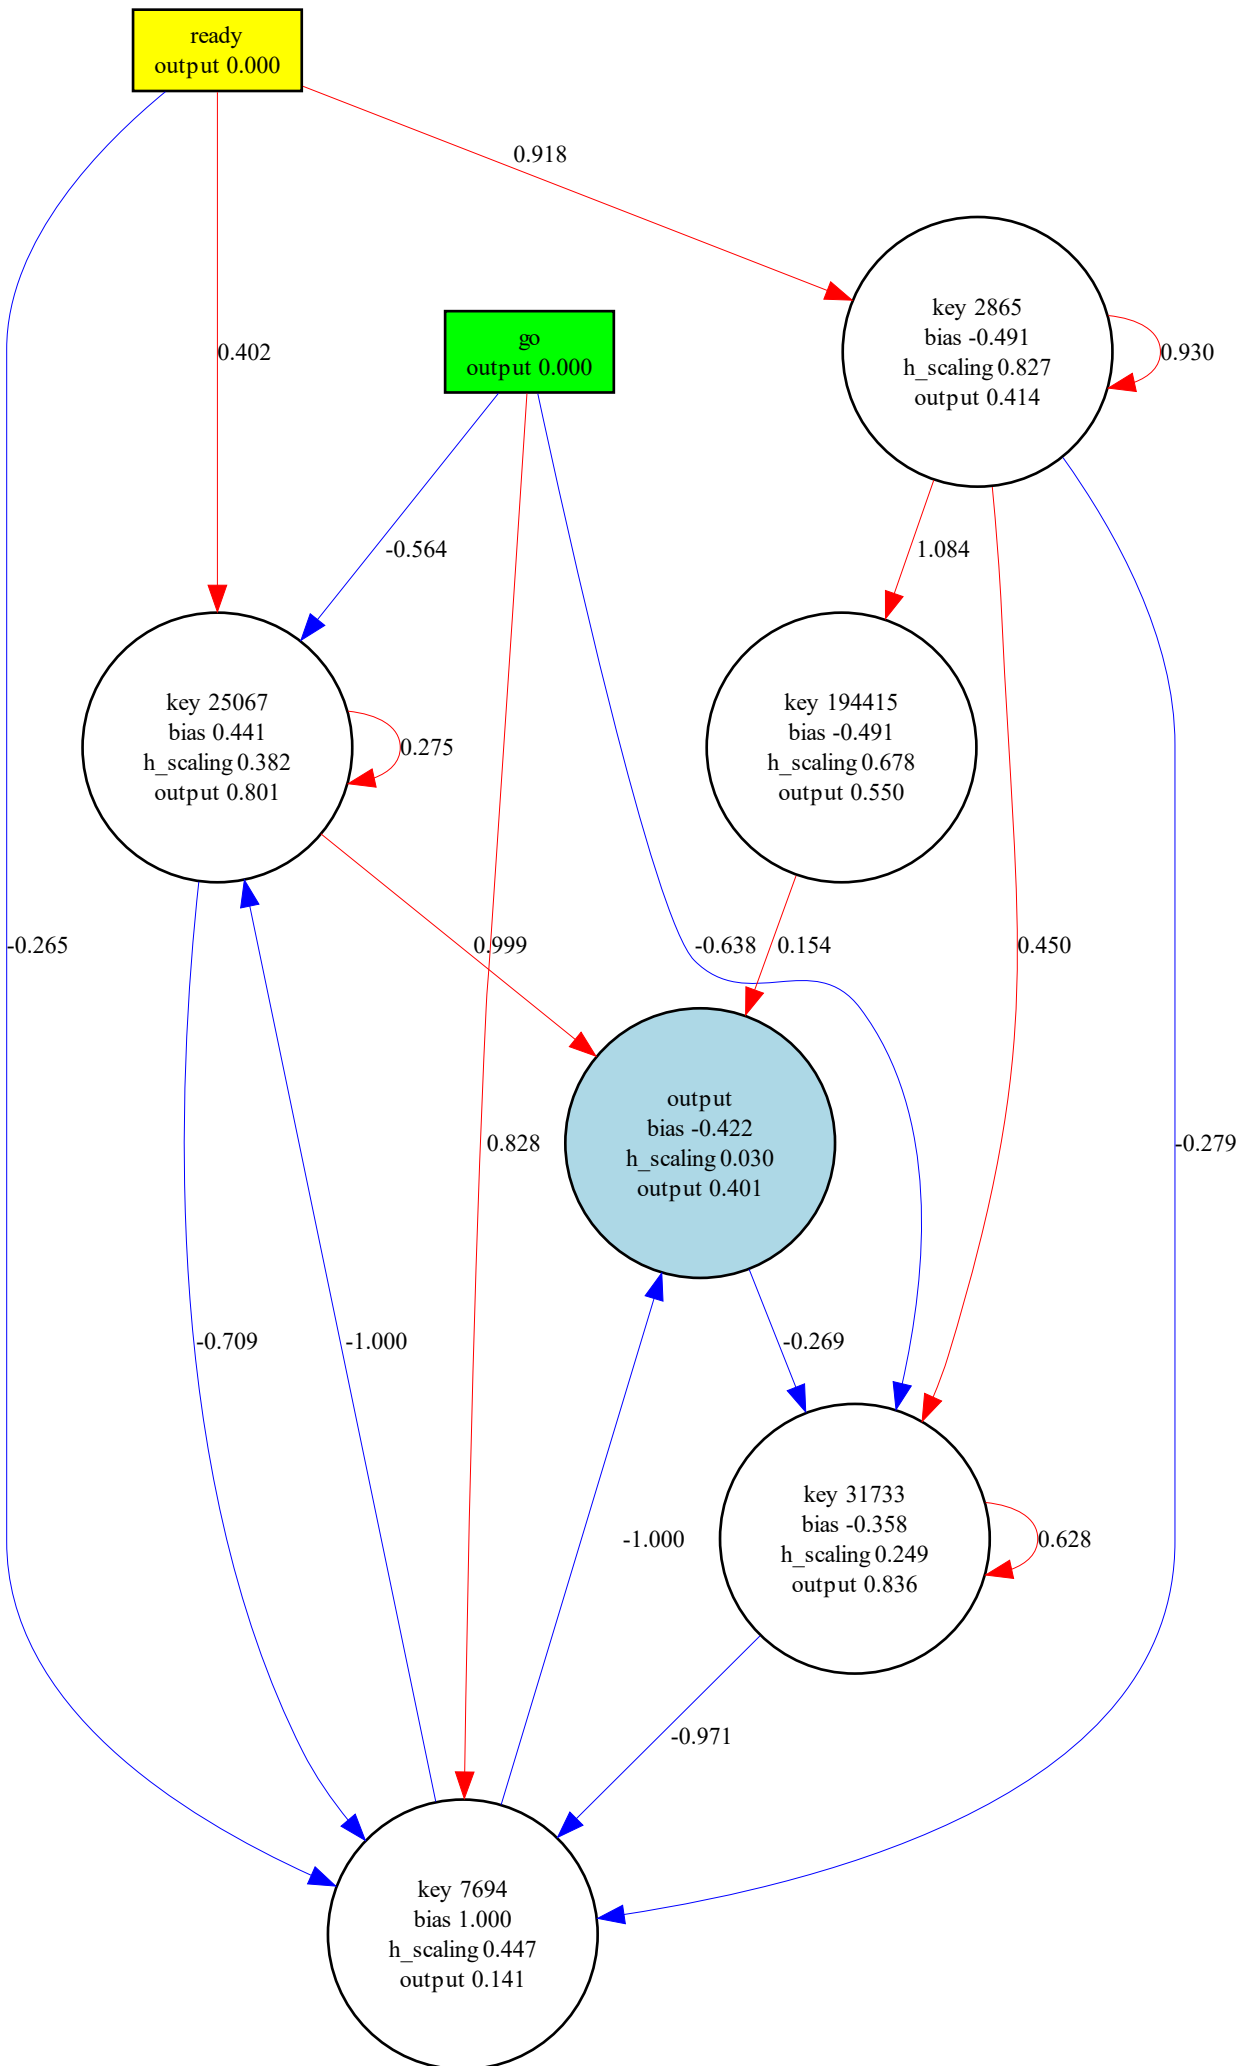 ready
output 0.000
0.918
key 2865
bias -0.491
h_scaling 0.827
output 0.414
0.930
go
output 0.000
0.402
-0.564
1.084
key 25067
bias 0.441
h_scaling 0.382
output 0.801
0.275
key 194415
bias -0.491
h_scaling 0.678
output 0.550
-0.265
0.999
-0.638
0.154
0.450
output
bias -0.422
h_scaling 0.030
output 0.401
0.828
-0.279
-0.709
-1.000
-0.269
key 31733
bias -0.358
h_scaling 0.249
output 0.836
-1.000
0.628
-0.971
key 7694
bias 1.000
h_scaling 0.447
output 0.141